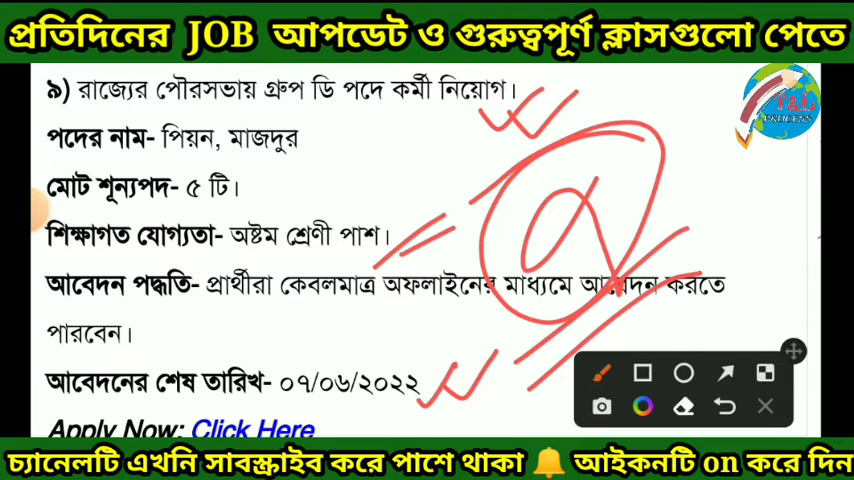 প্রতিদিনের JOB আপডেট ও গুরুত্বপূর্ণ ক্লাসগুলো পেতে
৯) রাজ্যের পৌরসভায় গ্রুপ ডি পদে কর্মী নিয়োগ।
পদের নাম- পিয়ন, মাজদুর
মোট শূন্যপদ- ৫ টি।
শিক্ষাগত যোগ্যতা- অষ্টম শ্রেণী পাশ।
আবেদন পদ্ধতি- প্রার্থীরা কেবলমাত্র অফলাইনের মাধ্যমে আবেদন করতে
পারবেন।
আবেদনের শেষ তারিখ- ০৭/০৬/২০২২
Apply Now: Click Here
চ্যানেলটি এখনি সাবস্ক্রাইব করে পাশে থাকা 🔔 আইকনটি on করে দিন